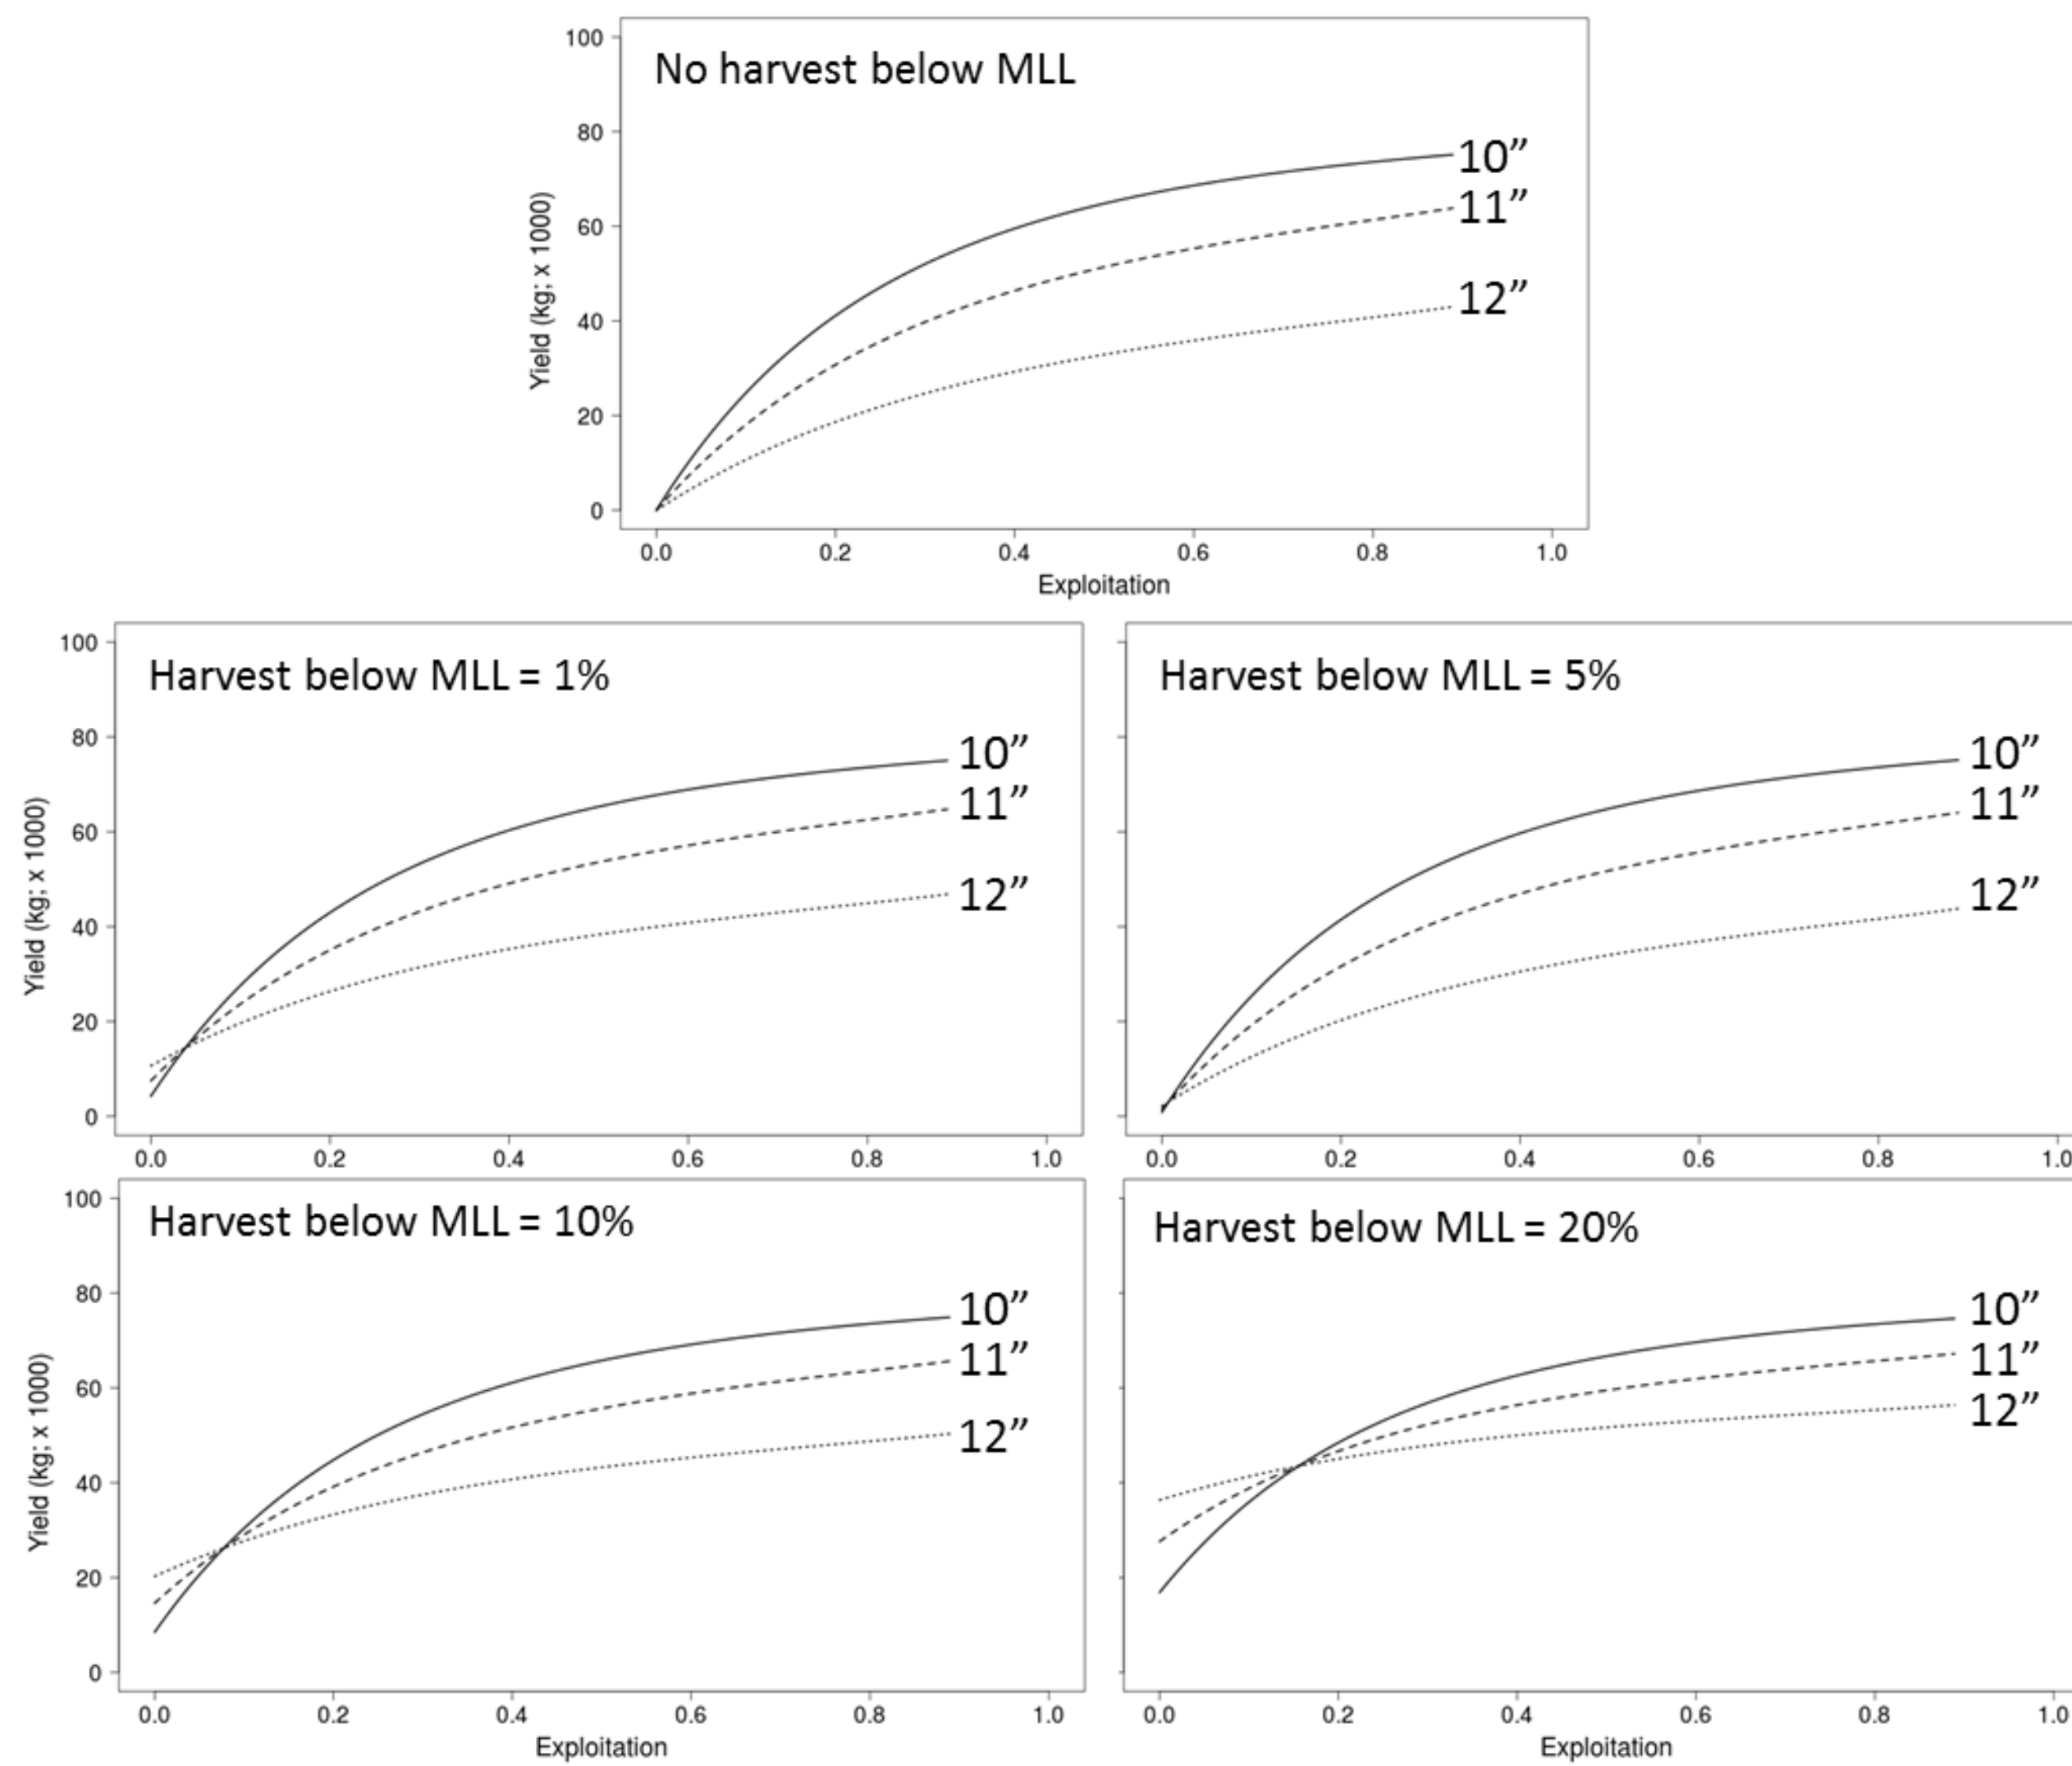 No harvest below MLL
100
80
60
40
20
0
Yield (kg; x 1000)
10”
11”
12”
0.0 0.2 0.4 0.6 0.8 1.0
Exploitation
Harvest below MLL = 1%
100
80
60
40
20
0
Yield (kg; x 1000)
10”
11”
12”
0.0 0.2 0.4 0.6 0.8 1.0
Harvest below MLL = 5%
10”
11”
12”
0.0 0.2 0.4 0.6 0.8 1.0
Harvest below MLL = 10%
100
80
60
40
20
0
Yield (kg; x 1000)
10”
11”
12”
0.0 0.2 0.4 0.6 0.8 1.0
Exploitation
Harvest below MLL = 20%
10”
11”
12”
0.0 0.2 0.4 0.6 0.8 1.0
Exploitation